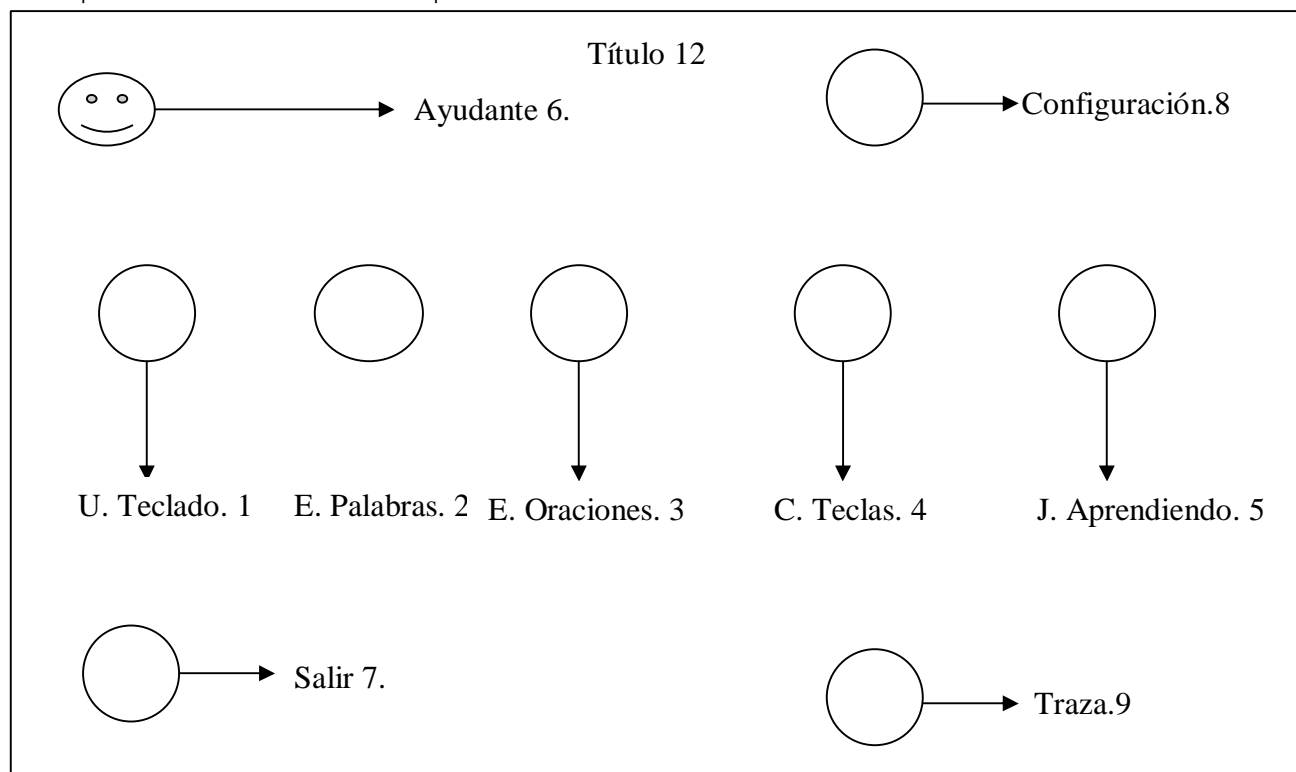 Título 12
Ayudante 6.
Configuración.8
U. Teclado. 1
E. Palabras. 2
E. Oraciones. 3
C. Teclas. 4
J. Aprendiendo. 5
Salir 7.
Traza.9